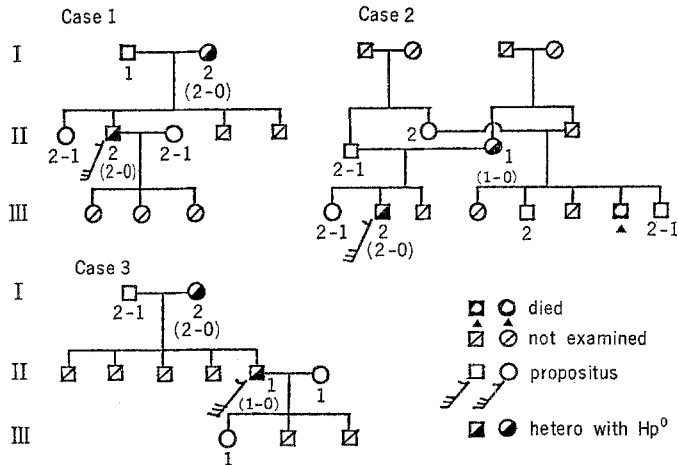 Case 1
Case 2
I
1
2
(2-0)
II
2-1
2
(2-0)
2-1
2
2-1
1
(1-0)
III
2-1
2
(2-0)
2
2-1
Case 3
I
2-1
2
(2-0)
died
not examined
II
1
(1-0)
1
propositus
III
1
hetero with Hp⁰